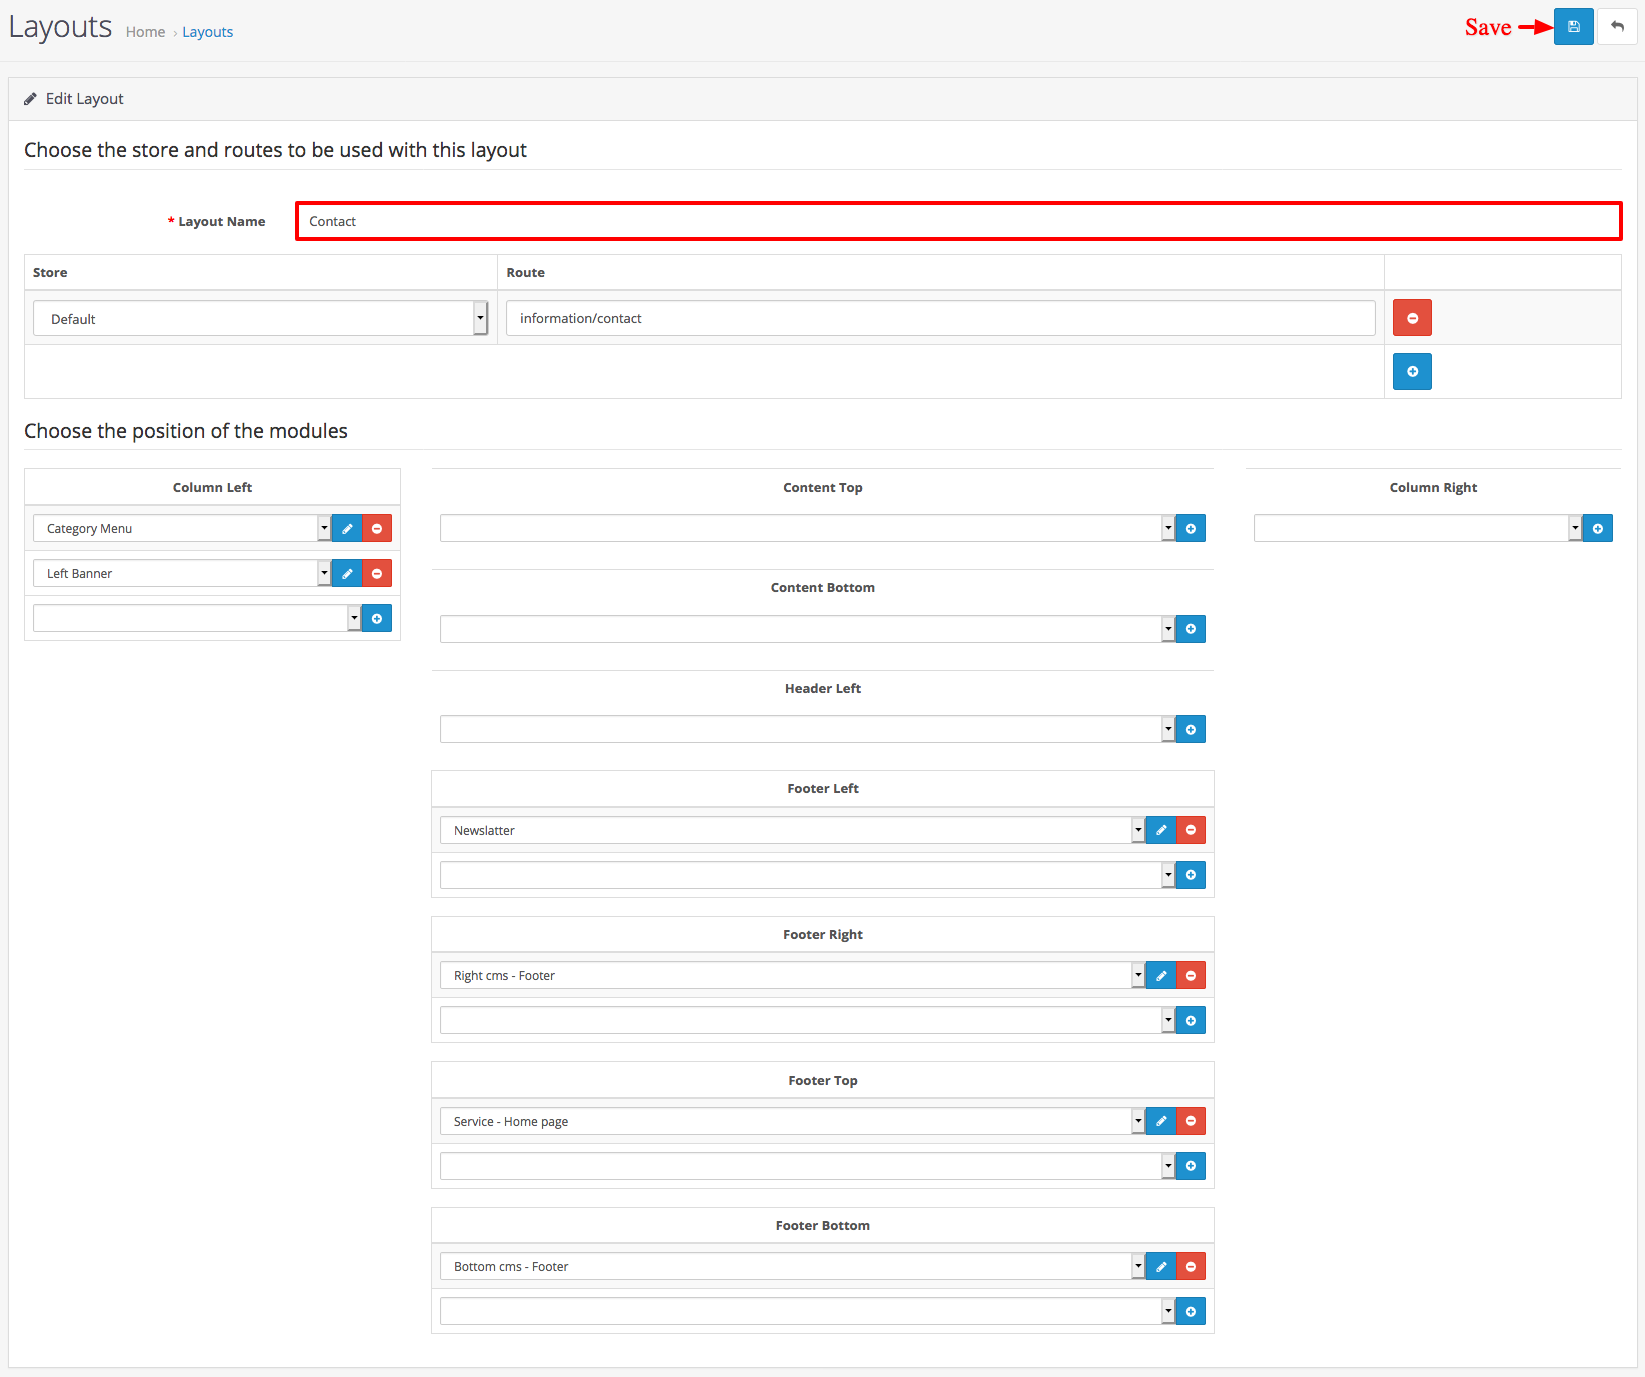 Layouts Home › Layouts
Save
Edit Layout
Choose the store and routes to be used with this layout
* Layout Name Contact
Store Route
Default information/contact
Choose the position of the modules
Column Left Content Top Column Right
Category Menu
Left Banner
Content Bottom
Header Left
Footer Left
Newslatter
Footer Right
Right cms - Footer
Footer Top
Service - Home page
Footer Bottom
Bottom cms - Footer